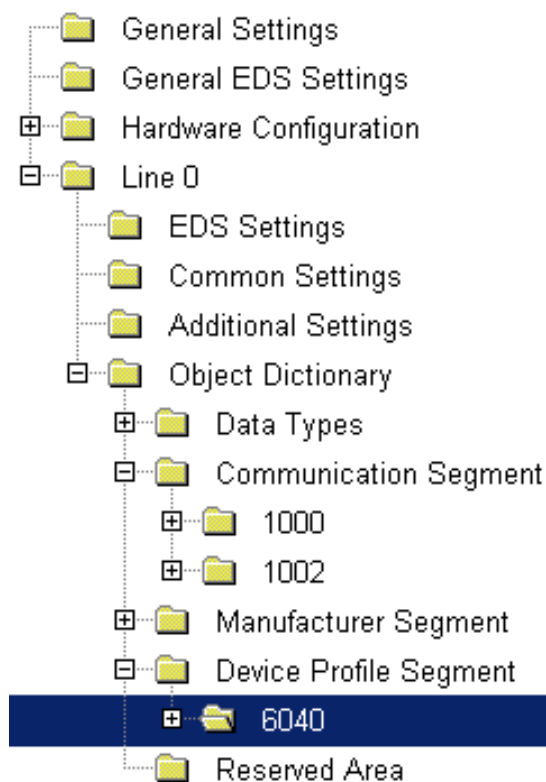 General Settings
General EDS Settings
Hardware Configuration
Line 0
EDS Settings
Common Settings
Additional Settings
Object Dictionary
Data Types
Communication Segment
1000
1002
Manufacturer Segment
Device Profile Segment
6040
Reserved Area